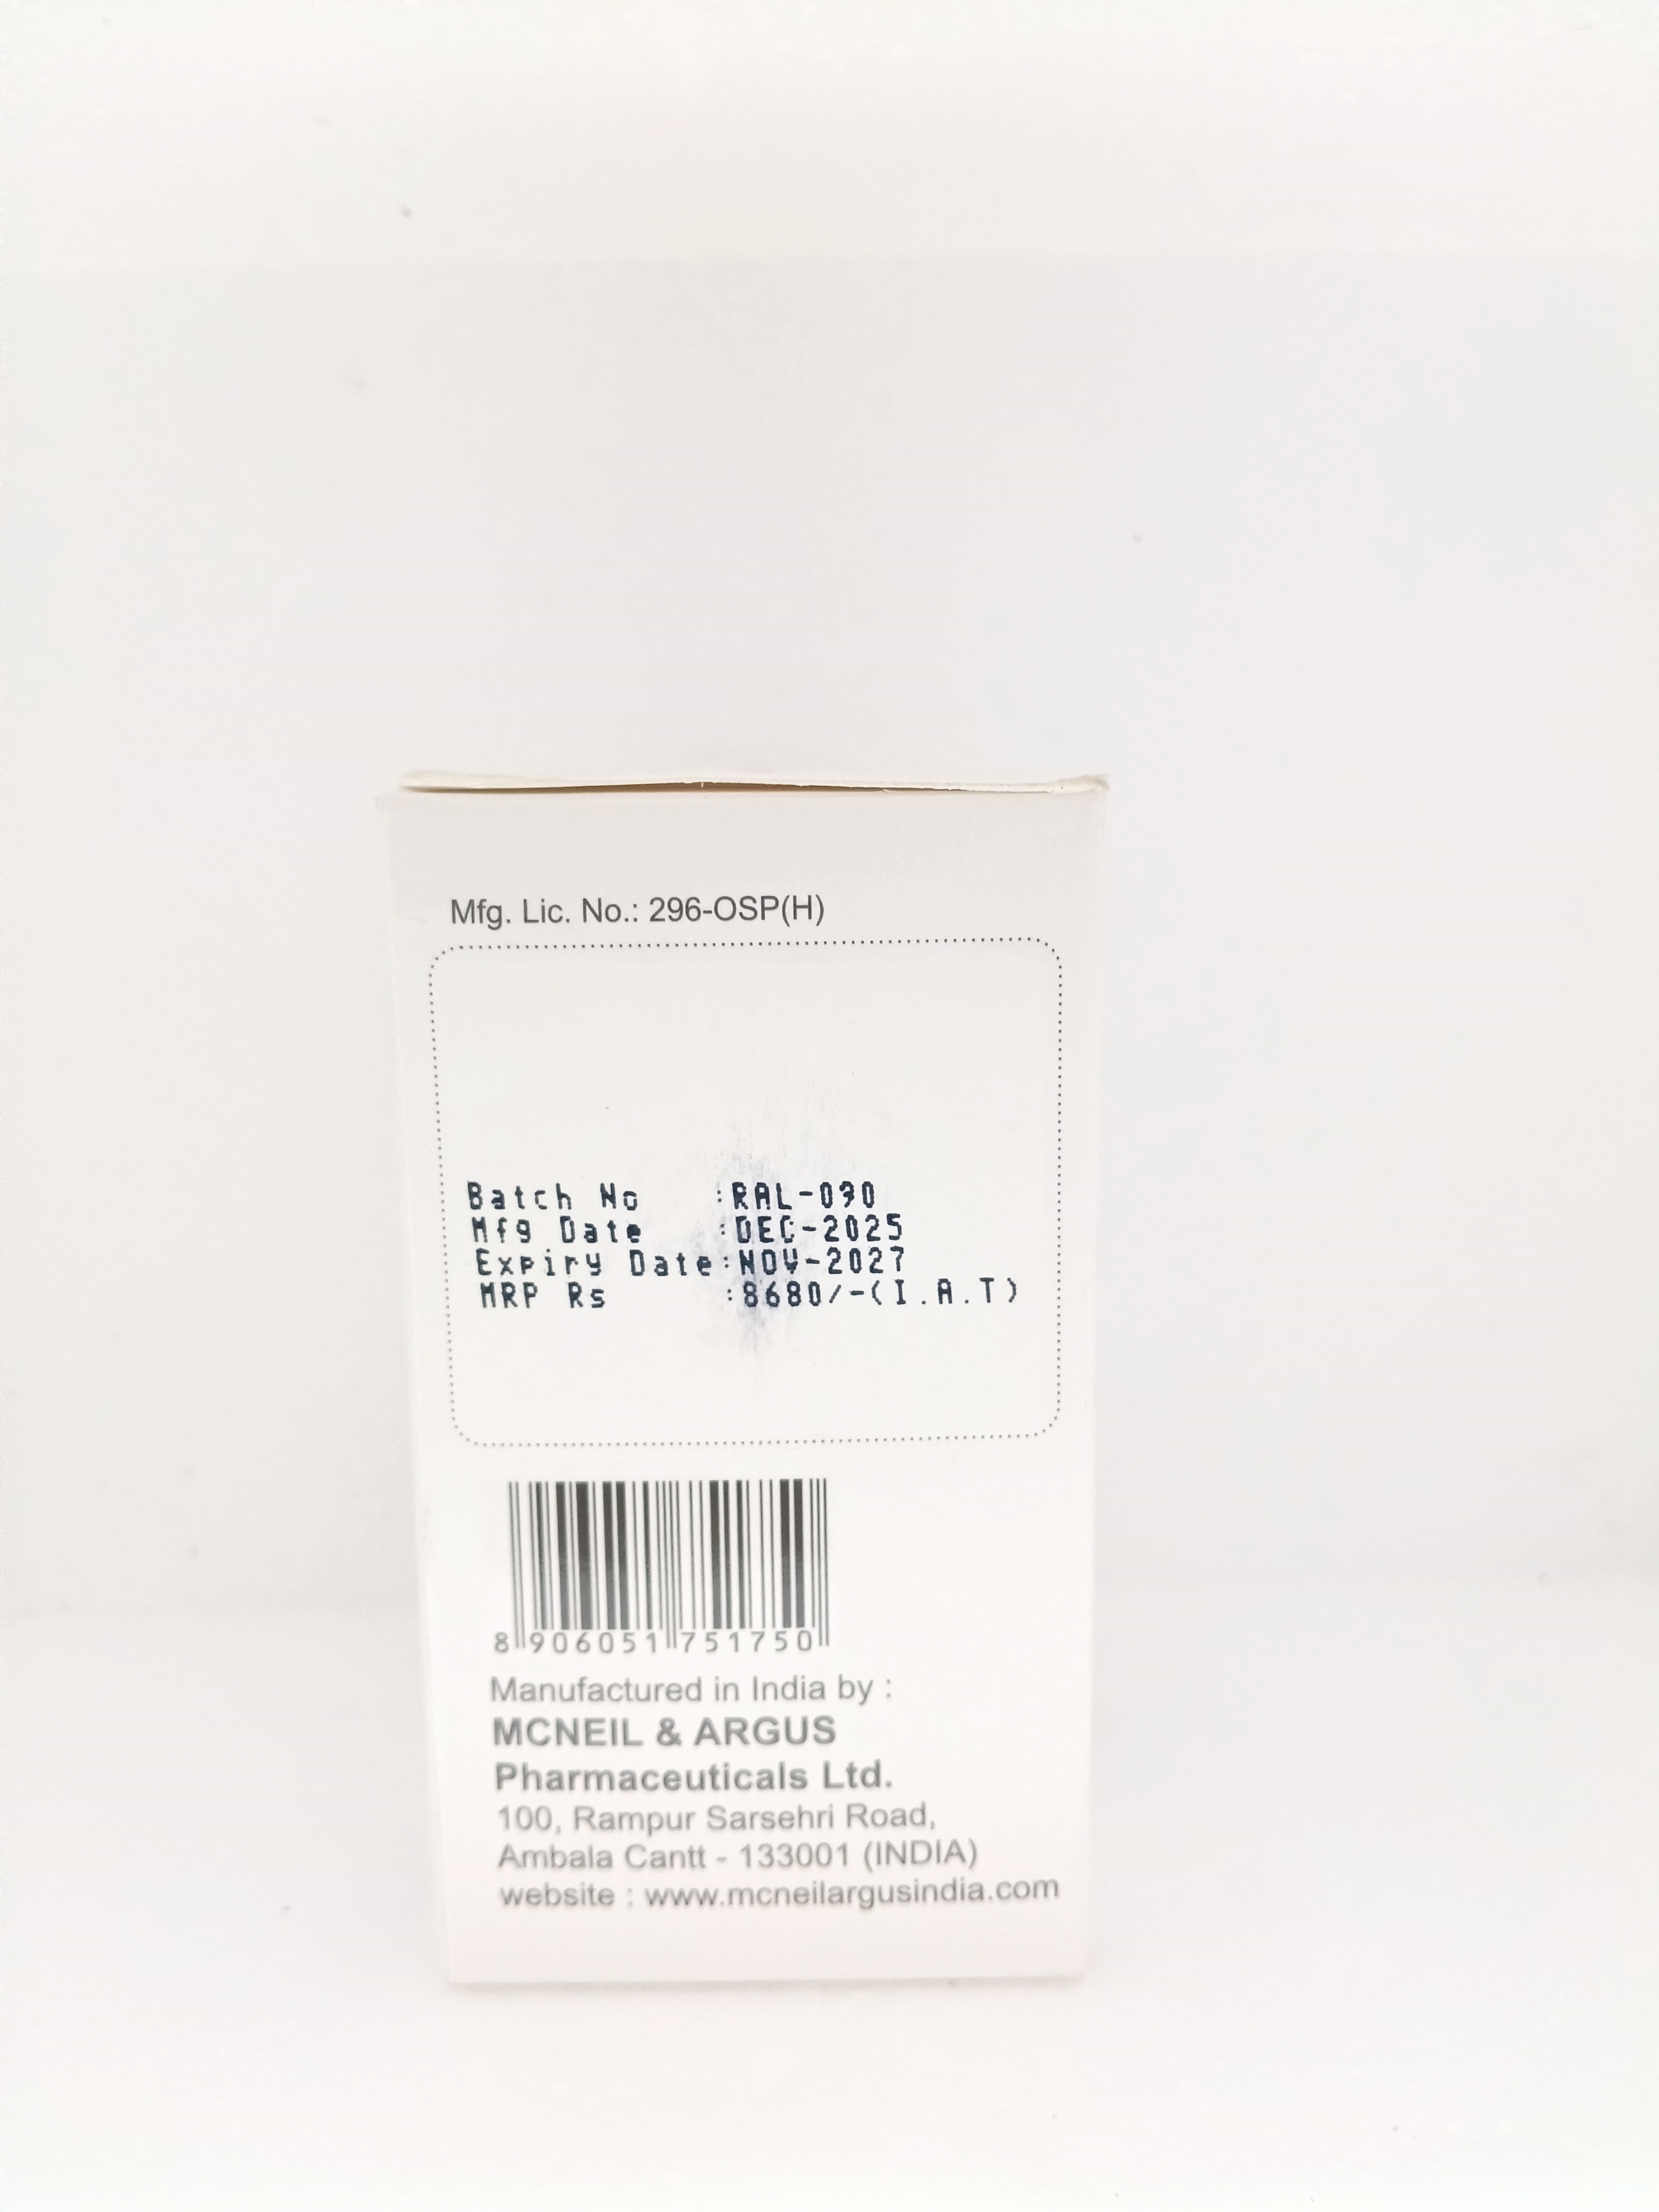 Mfg. Lic. No.: 296-OSP(H)
Batch No :RAL-090
Mfg Date :DEC-2025
Expiry Date:NOV-2027
MRP Rs :8680/-(I.A.T)
8 906051 751750
Manufactured in India by :
MCNEIL & ARGUS
Pharmaceuticals Ltd.
100, Rampur Sarsehri Road,
Ambala Cantt - 133001 (INDIA)
website : www.mcneilargusindia.com